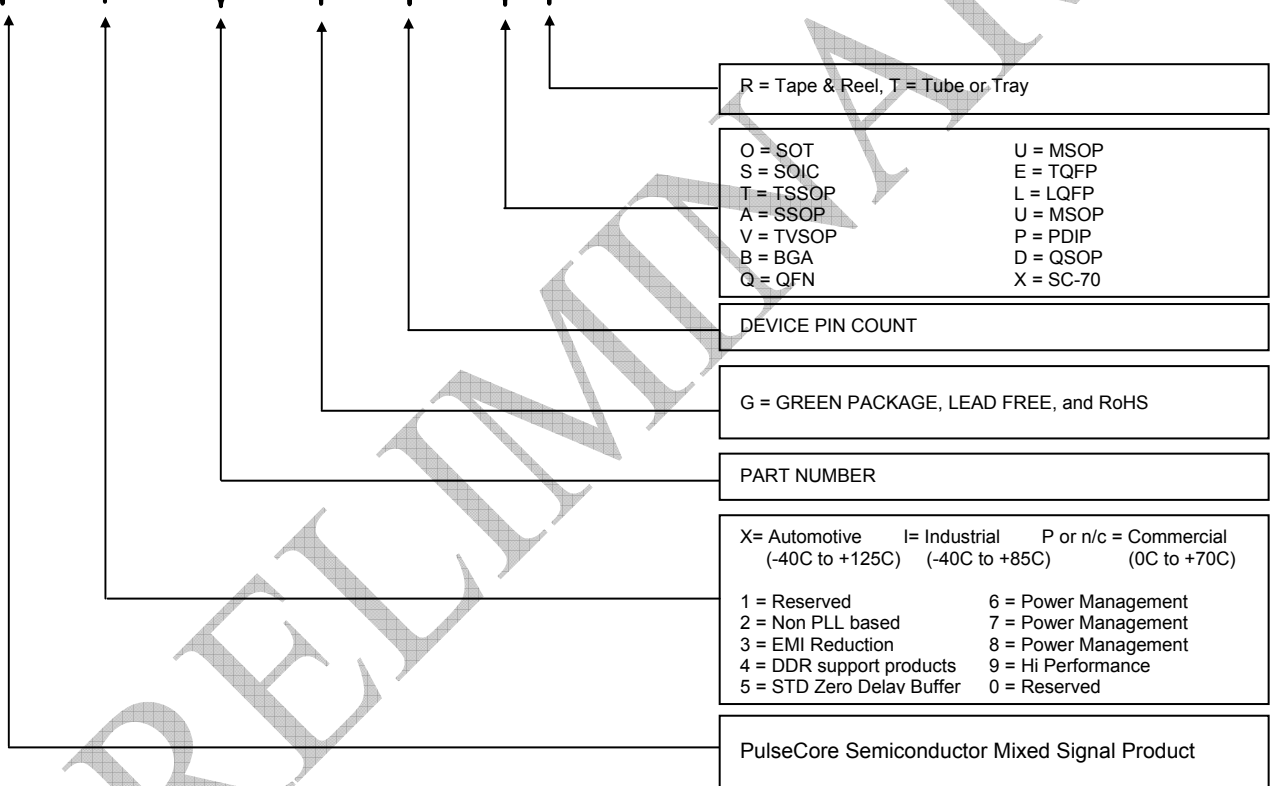 R = Tape & Reel, T = Tube or Tray
O = SOT U = MSOP
S = SOIC E = TQFP
T = TSSOP L = LQFP
A = SSOP U = MSOP
V = TVSOP P = PDIP
B = BGA D = QSOP
Q = QFN X = SC-70
DEVICE PIN COUNT
G = GREEN PACKAGE, LEAD FREE, and RoHS
PART NUMBER
X= Automotive I= Industrial P or n/c = Commercial
(-40C to +125C) (-40C to +85C) (0C to +70C)
1 = Reserved 6 = Power Management
2 = Non PLL based 7 = Power Management
3 = EMI Reduction 8 = Power Management
4 = DDR support products 9 = Hi Performance
5 = STD Zero Delay Buffer 0 = Reserved
PulseCore Semiconductor Mixed Signal Product
RELIMINA